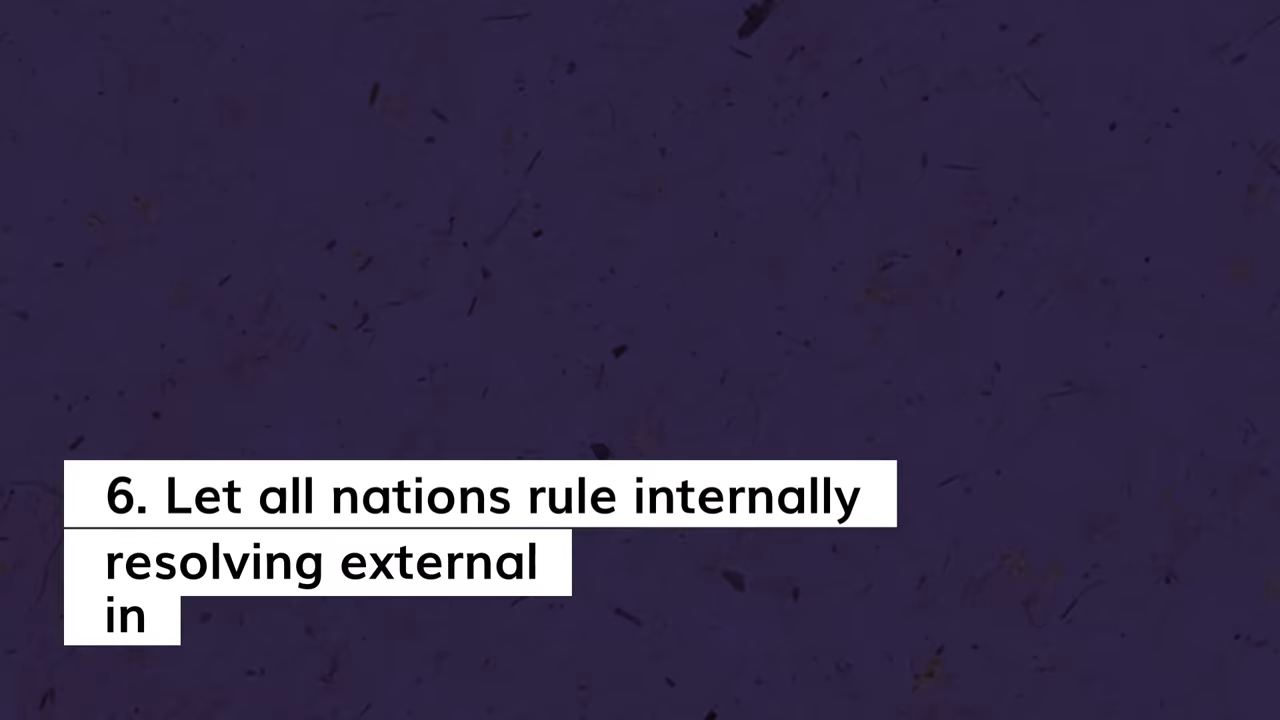 6. Let all nations rule internally
resolving external
in